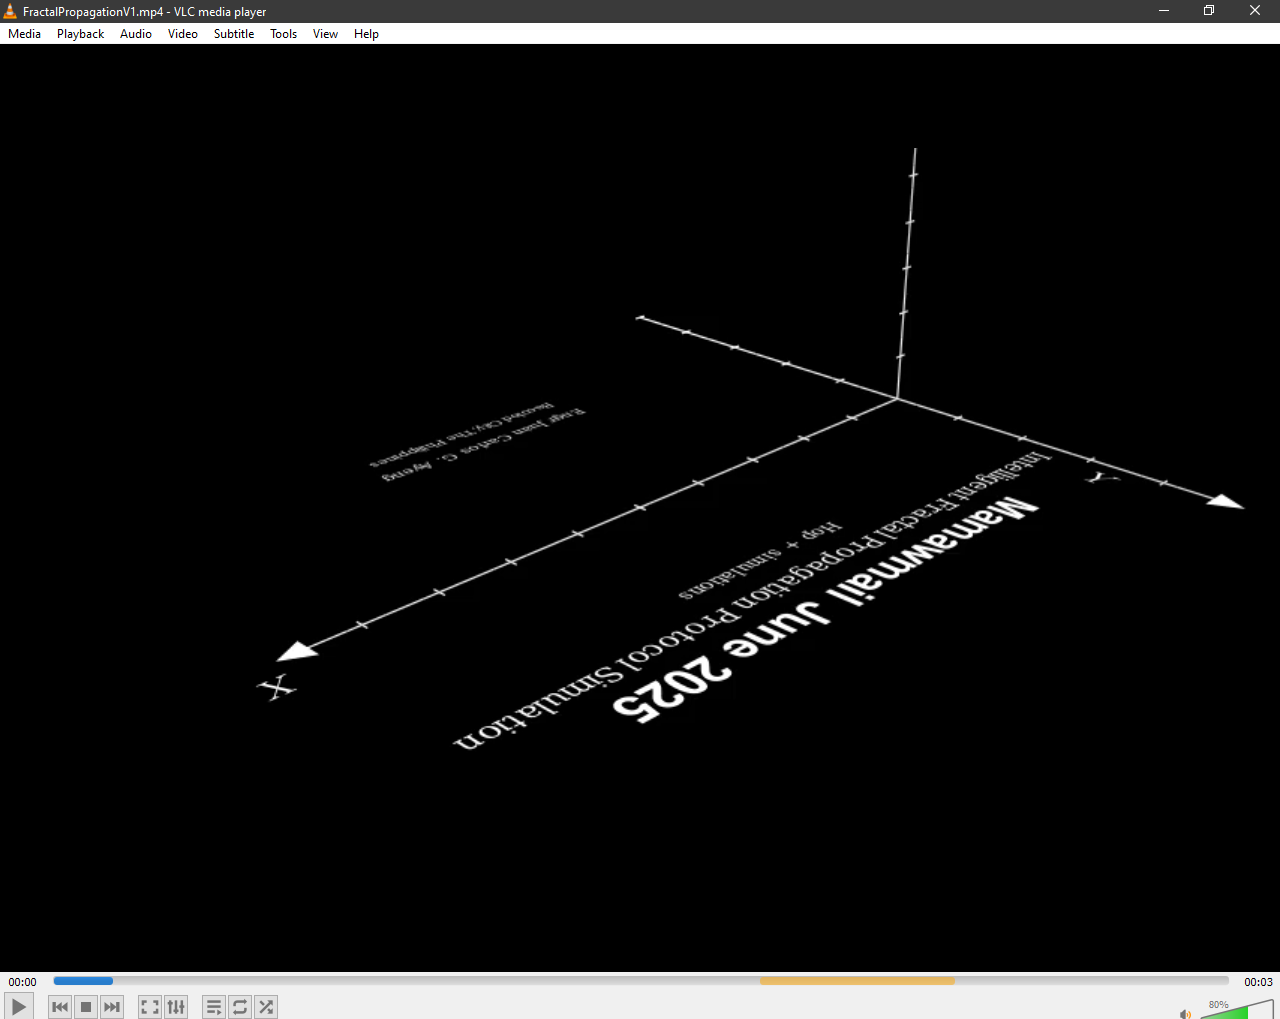 FractalPropagationV1.mp4 - VLC media player
Media Playback Audio Video Subtitle Tools View Help
Mamawmail June 2025
Intelligent Fractal Propagation Protocol Simulation
Hop + simulations
Engr Juan Carlos G. Ayeng
Bacolod City, The Philippines
X
Y
00:00
00:03
80%